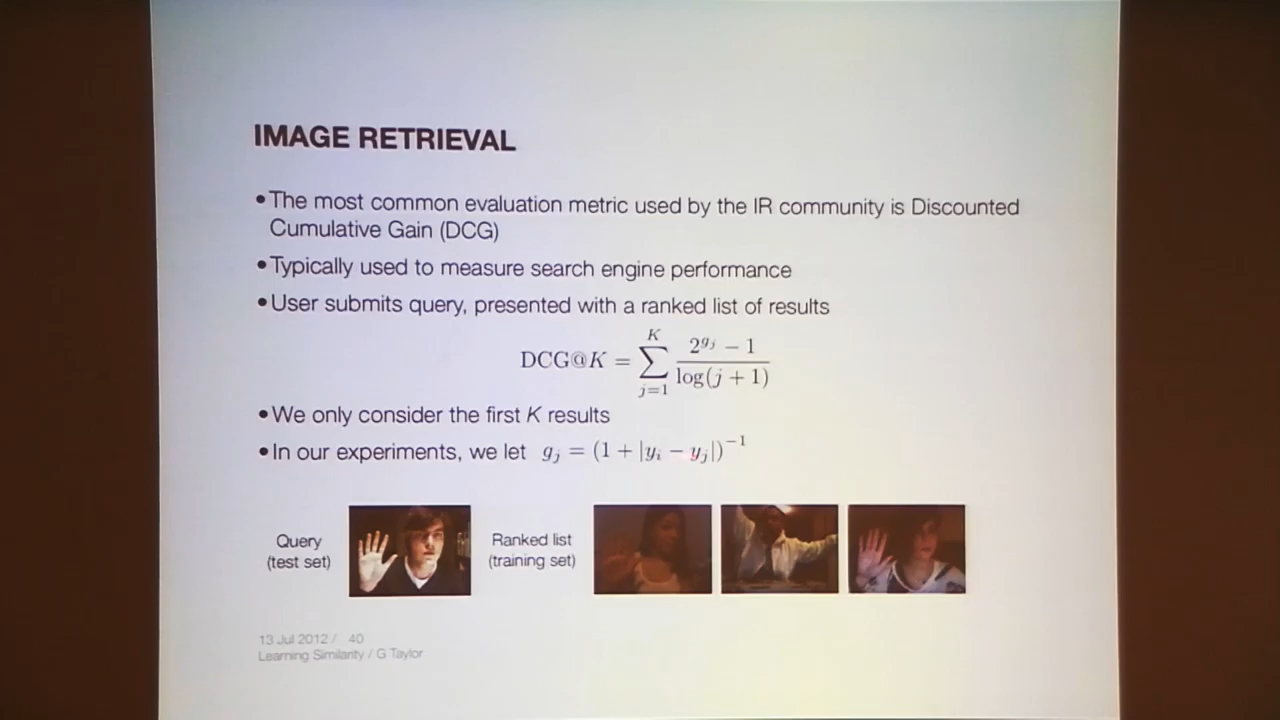 IMAGE RETRIEVAL
•The most common evaluation metric used by the IR community is Discounted
Cumulative Gain (DCG)
•Typically used to measure search engine performance
•User submits query, presented with a ranked list of results
DCG@K = \sum_{j=1}^{K} \frac{2^{g_j} - 1}{\log(j + 1)}
•We only consider the first K results
•In our experiments, we let g_j = (1 + |y_i − y_j|)^{−1}
Query
(test set)
Ranked list
(training set)
13 Jul 2012 / 40
Learning Similarity / G Taylor